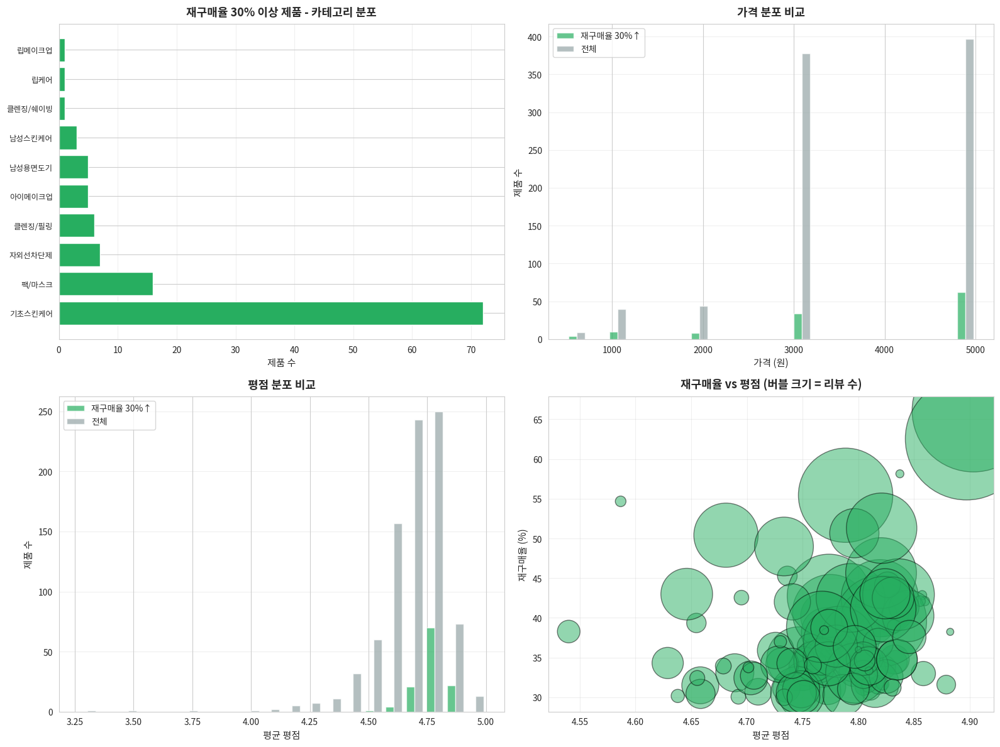 재구매율 30% 이상 제품 - 카테고리 분포
립메이크업
립케어
클렌징/쉐이빙
남성스킨케어
남성용면도기
아이메이크업
클렌징/필링
자외선차단제
팩/마스크
기초스킨케어
0 10 20 30 40 50 60 70
제품 수
가격 분포 비교
재구매율 30%↑
전체
400
350
300
250
200
150
100
50
0
제품 수
1000 2000 3000 4000 5000
가격 (원)
평점 분포 비교
재구매율 30%↑
전체
250
200
150
100
50
0
제품 수
3.25 3.50 3.75 4.00 4.25 4.50 4.75 5.00
평균 평점
재구매율 vs 평점 (버블 크기 = 리뷰 수)
65
60
55
50
45
40
35
30
재구매율 (%)
4.55 4.60 4.65 4.70 4.75 4.80 4.85 4.90
평균 평점